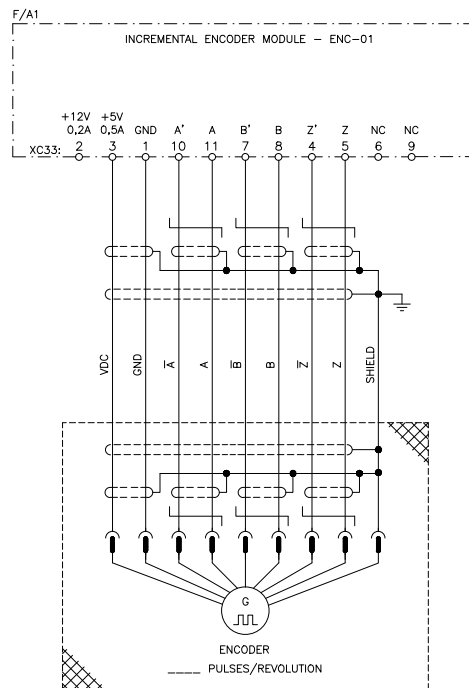 F/A1
INCREMENTAL ENCODER MODULE – ENC-01
+12V +5V
0,2A 0,5A GND A' A B' B Z' Z NC NC
XC33: 2 3 1 10 11 7 8 4 5 6 9
VDC GND A̅ A B̅ B Z̅ Z SHIELD
G
ENCODER
____ PULSES/REVOLUTION